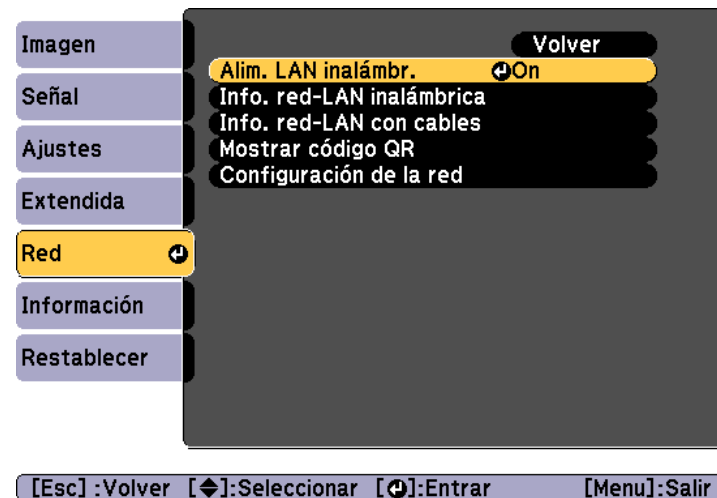 Imagen
Señal
Ajustes
Extendida
Red
Información
Restablecer
Volver
Alim. LAN inalámbr. On
Info. red-LAN inalámbrica
Info. red-LAN con cables
Mostrar código QR
Configuración de la red
[Esc] :Volver [ ]:Seleccionar [ ]:Entrar [Menu]:Salir